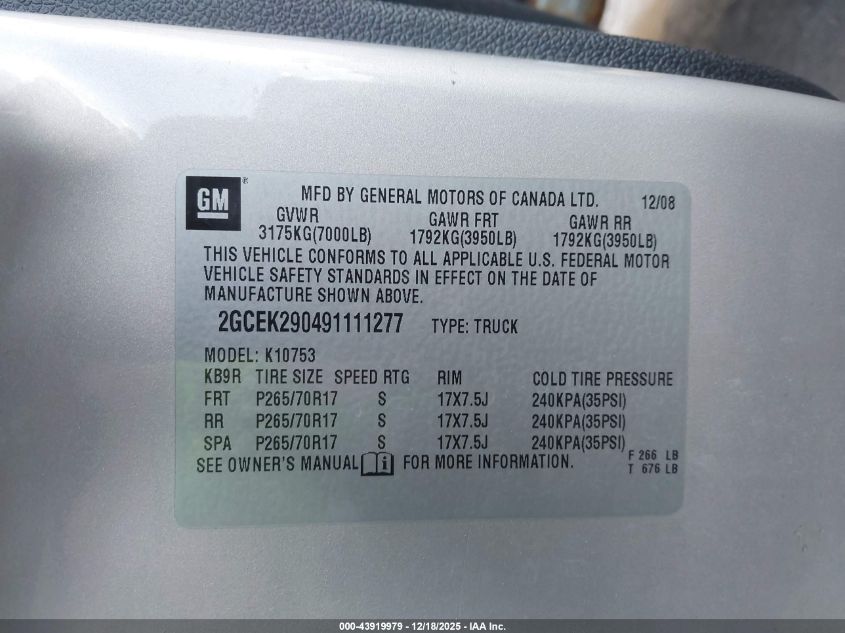 GM®
MFD BY GENERAL MOTORS OF CANADA LTD. 12/08
GVWR GAWR FRT GAWR RR
3175KG(7000LB) 1792KG(3950LB) 1792KG(3950LB)
THIS VEHICLE CONFORMS TO ALL APPLICABLE U.S. FEDERAL MOTOR
VEHICLE SAFETY STANDARDS IN EFFECT ON THE DATE OF
MANUFACTURE SHOWN ABOVE.
2GCEK290491111277 TYPE: TRUCK
MODEL: K10753
KB9R TIRE SIZE SPEED RTG RIM COLD TIRE PRESSURE
FRT P265/70R17 S 17X7.5J 240KPA(35PSI)
RR P265/70R17 S 17X7.5J 240KPA(35PSI)
SPA P265/70R17 S 17X7.5J 240KPA(35PSI)
SEE OWNER'S MANUAL i FOR MORE INFORMATION.
F 266 LB
T 676 LB
000-43919979 - 12/18/2025 - IAA Inc.